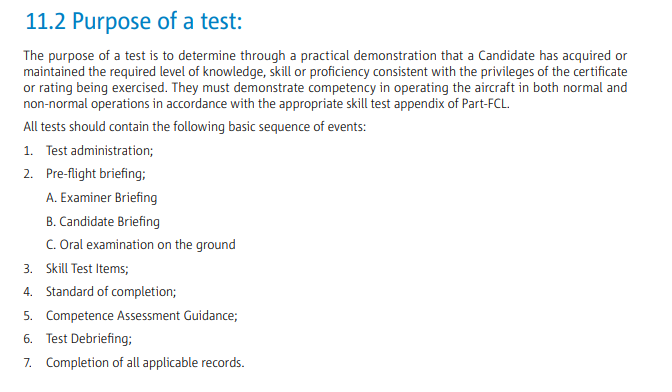 11.2 Purpose of a test:
The purpose of a test is to determine through a practical demonstration that a Candidate has acquired or
maintained the required level of knowledge, skill or proficiency consistent with the privileges of the certificate
or rating being exercised. They must demonstrate competency in operating the aircraft in both normal and
non-normal operations in accordance with the appropriate skill test appendix of Part-FCL.
All tests should contain the following basic sequence of events:
1. Test administration;
2. Pre-flight briefing;
A. Examiner Briefing
B. Candidate Briefing
C. Oral examination on the ground
3. Skill Test Items;
4. Standard of completion;
5. Competence Assessment Guidance;
6. Test Debriefing;
7. Completion of all applicable records.